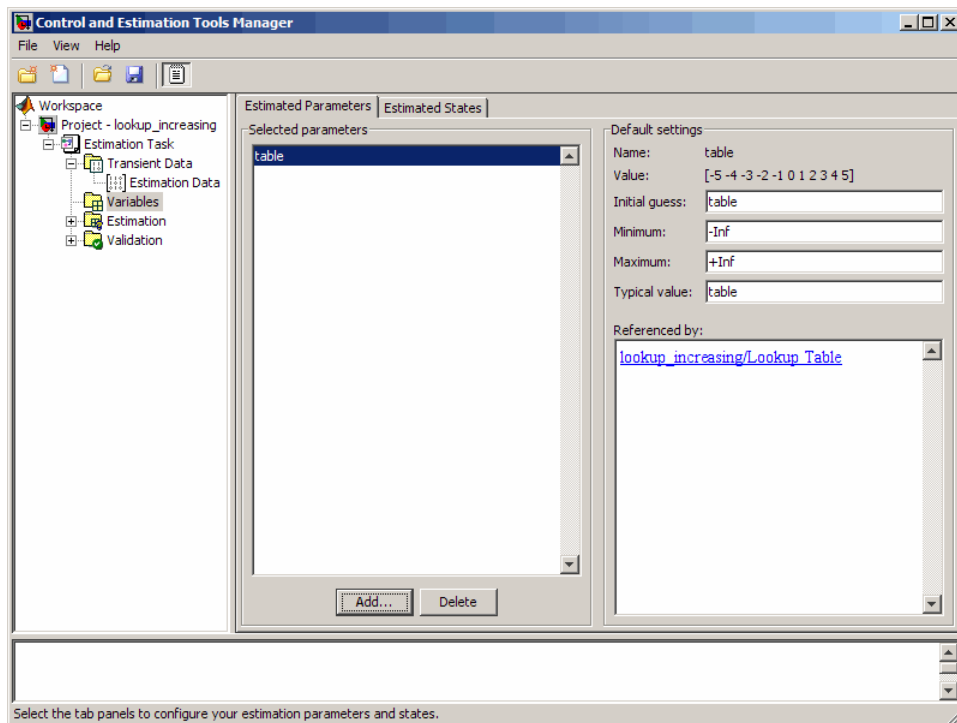 Control and Estimation Tools Manager
File View Help
Workspace
Project - lookup_increasing
Estimation Task
Transient Data
Estimation Data
Variables
Estimation
Validation
Estimated Parameters Estimated States
Selected parameters
table
Add... Delete
Default settings
Name: table
Value: [-5 -4 -3 -2 -1 0 1 2 3 4 5]
Initial guess: table
Minimum: -Inf
Maximum: +Inf
Typical value: table
Referenced by:
lookup_increasing/Lookup Table
Select the tab panels to configure your estimation parameters and states.